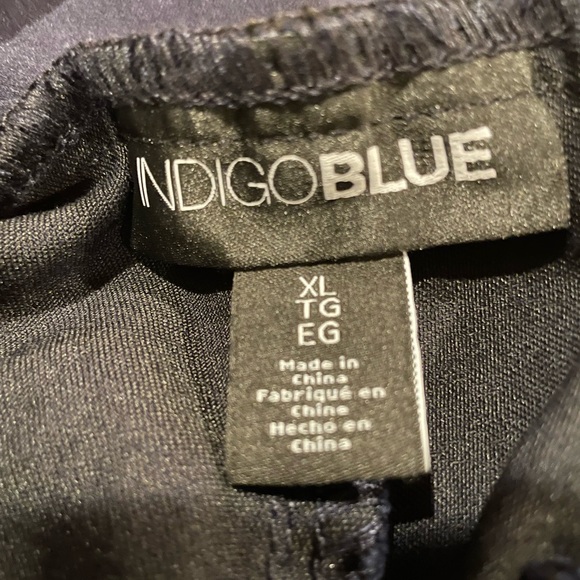 INDIGOBLUE
XL
TG
EG
Made in
China
Fabriqué en
Chine
Hecho en
China